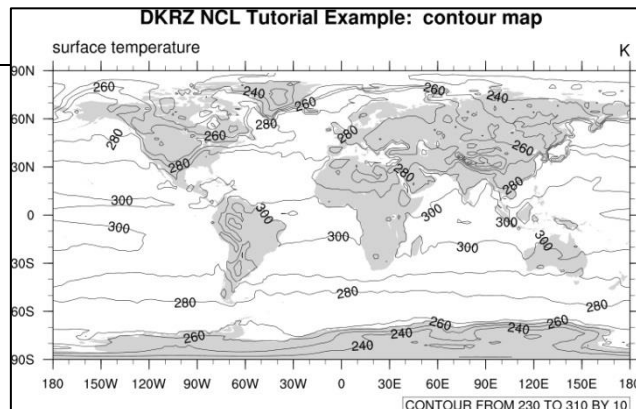 DKRZ NCL Tutorial Example: contour map
surface temperature K
90N
60N
30N
0
30S
60S
90S
260 240 260 260 240
280 260 280 280 260
280 280 280
300 300 300 300
300 300 300 300
280 280 280
260 240 260 240 260
240
180 150W 120W 90W 60W 30W 0 30E 60E 90E 120E 150E 180
CONTOUR FROM 230 TO 310 BY 10